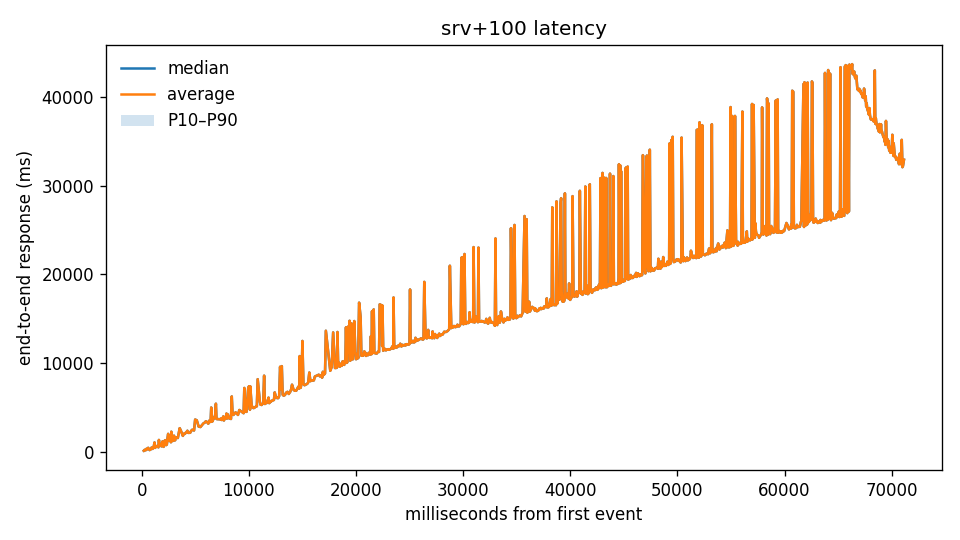 srv+100 latency
median
average
P10–P90
end-to-end response (ms)
40000
30000
20000
10000
0
0 10000 20000 30000 40000 50000 60000 70000
milliseconds from first event